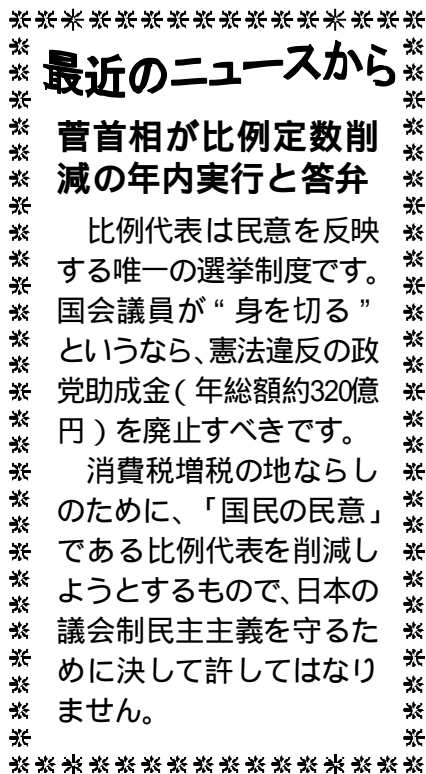 最近のニュースから
菅首相が比例定数削
減の年内実行と答弁
　比例代表は民意を反映
する唯一の選挙制度です。
国会議員が“身を切る”
というなら、憲法違反の政
党助成金(年総額約320億
円)を廃止すべきです。
　消費税増税の地ならし
のために、「国民の民意」
である比例代表を削減し
ようとするもので、日本の
議会制民主主義を守るた
めに決して許してはなり
ません。